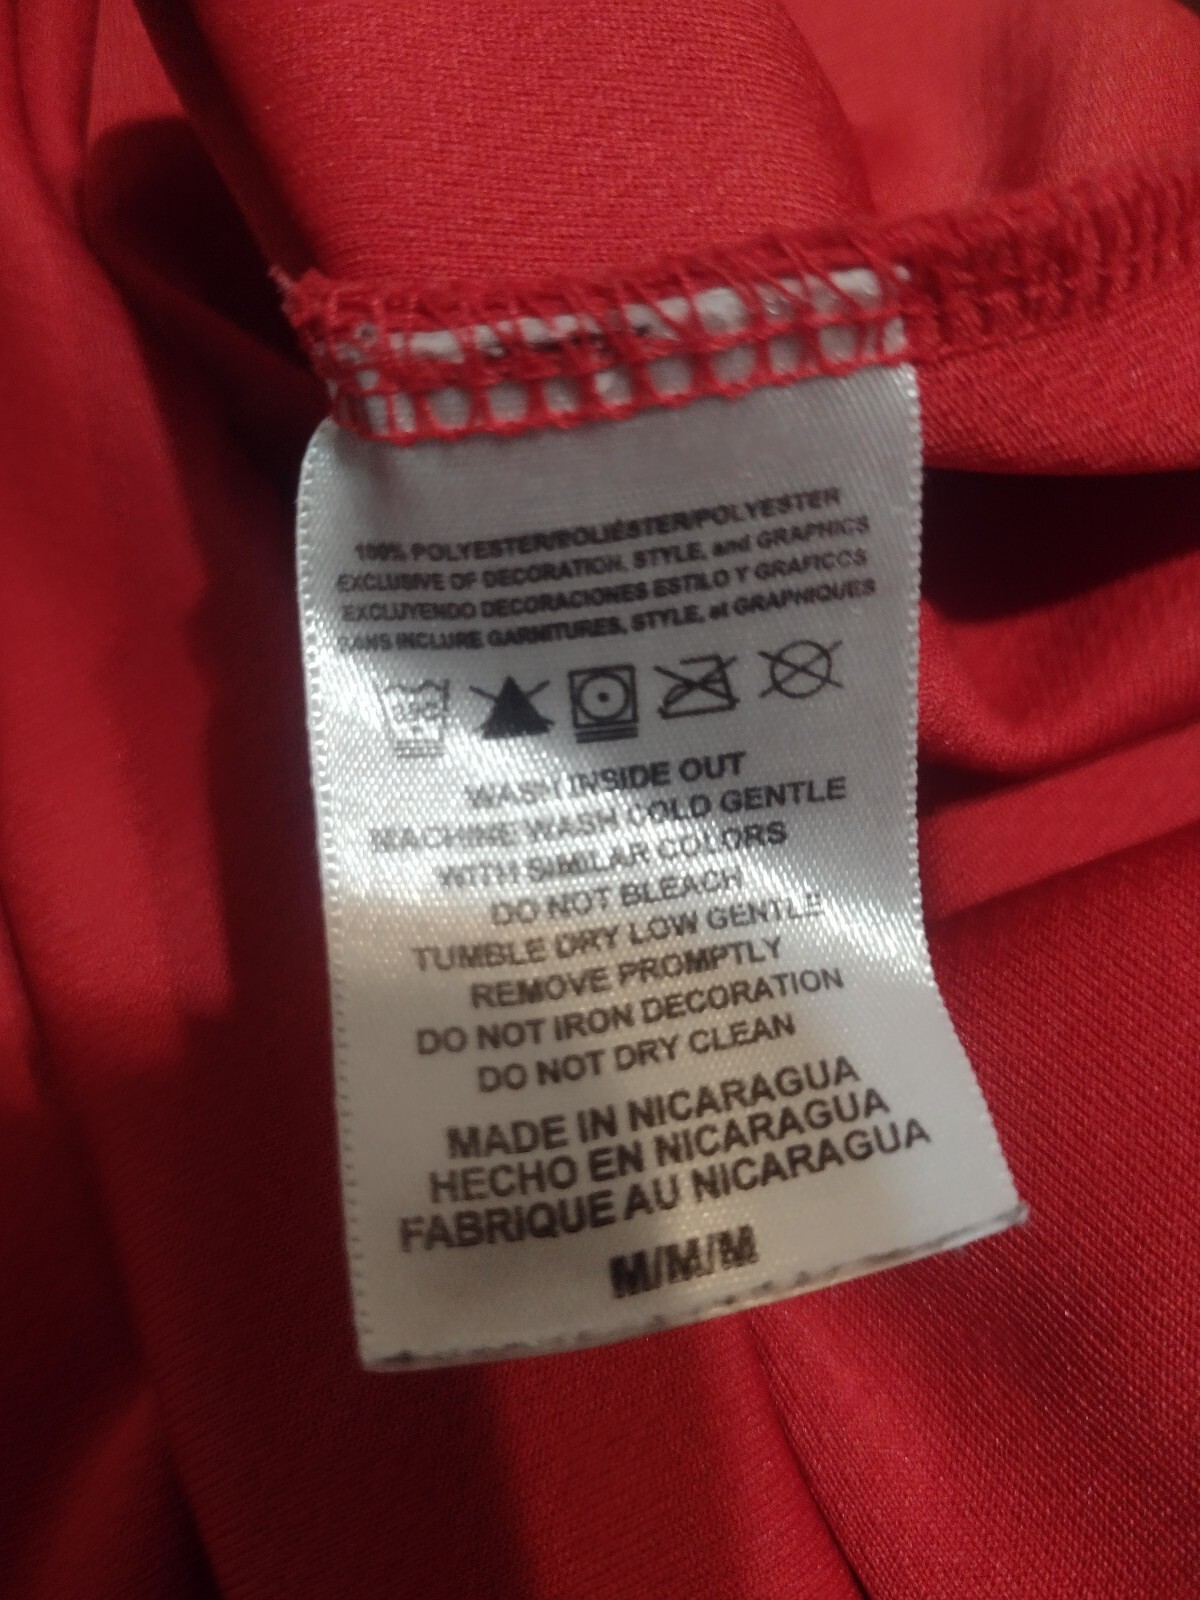 100% POLYESTER/POLIÉSTER/POLYESTER
EXCLUSIVE OF DECORATION, STYLE, and GRAPHICS
EXCLUYENDO DECORACIONES ESTILO Y GRAFICOS
SANS INCLURE GARNITURES, STYLE, et GRAPHIQUES
WASH INSIDE OUT
MACHINE WASH COLD GENTLE
WITH SIMILAR COLORS
DO NOT BLEACH
TUMBLE DRY LOW GENTLE
REMOVE PROMPTLY
DO NOT IRON DECORATION
DO NOT DRY CLEAN
MADE IN NICARAGUA
HECHO EN NICARAGUA
FABRIQUE AU NICARAGUA
M/M/M